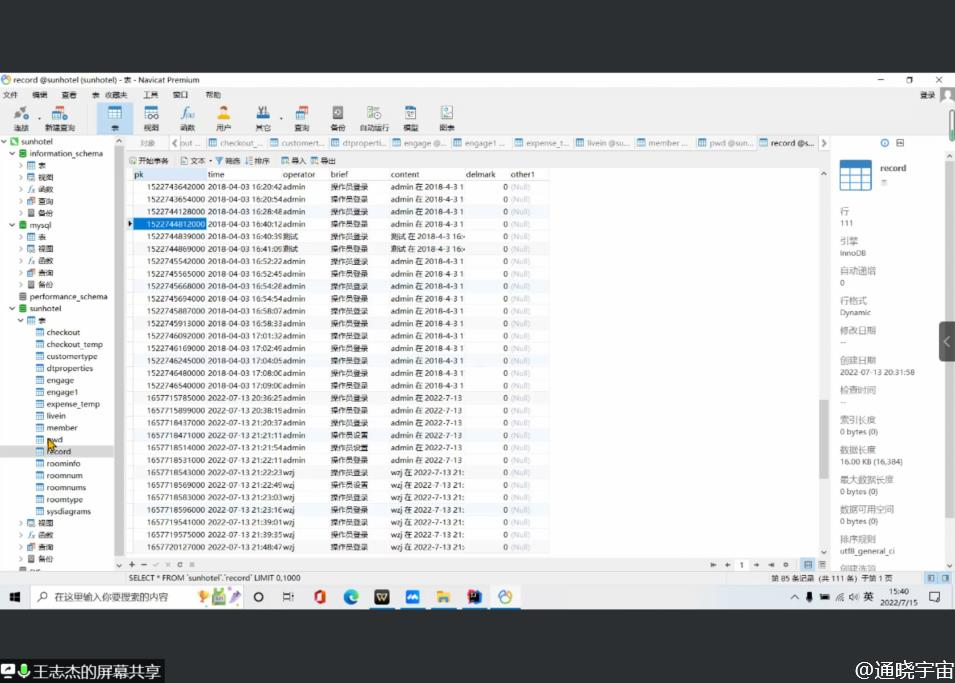 record @sunhotel (sunhotel) - 表 - Navicat Premium
文件 编辑 查看 表 收藏夹 工具 窗口 帮助 登录
连接 新建查询 表 视图 函数 用户 其它 查询 备份 自动运行 模型 图表
对象 out ... checkout_... customert... dtproperti... engage @... engage1 ... expense_t... livein @su... member ... pwd @sun... record @s...
开始事务 文本 筛选 排序 导入 导出
pk time operator brief content delmark other1
1522743642000 2018-04-03 16:20:42 admin 操作员登录 admin 在 2018-4-3 1 0 (Null)
1522743654000 2018-04-03 16:20:54 admin 操作员登录 admin 在 2018-4-3 1 0 (Null)
1522744128000 2018-04-03 16:28:48 admin 操作员登录 admin 在 2018-4-3 1 0 (Null)
1522744812000 2018-04-03 16:40:12 admin 操作员登录 admin 在 2018-4-3 1 0 (Null)
1522744839000 2018-04-03 16:40:39 测试 操作员登录 测试 在 2018-4-3 16: 0 (Null)
1522744869000 2018-04-03 16:41:09 测试 操作员登录 测试 在 2018-4-3 16: 0 (Null)
1522745542000 2018-04-03 16:52:22 admin 操作员登录 admin 在 2018-4-3 1 0 (Null)
1522745565000 2018-04-03 16:52:45 admin 操作员登录 admin 在 2018-4-3 1 0 (Null)
1522745668000 2018-04-03 16:54:28 admin 操作员登录 admin 在 2018-4-3 1 0 (Null)
1522745694000 2018-04-03 16:54:54 admin 操作员登录 admin 在 2018-4-3 1 0 (Null)
1522745887000 2018-04-03 16:58:07 admin 操作员登录 admin 在 2018-4-3 1 0 (Null)
1522745913000 2018-04-03 16:58:33 admin 操作员登录 admin 在 2018-4-3 1 0 (Null)
1522746092000 2018-04-03 17:01:32 admin 操作员登录 admin 在 2018-4-3 1 0 (Null)
1522746169000 2018-04-03 17:02:49 admin 操作员登录 admin 在 2018-4-3 1 0 (Null)
1522746245000 2018-04-03 17:04:05 admin 操作员登录 admin 在 2018-4-3 1 0 (Null)
1522746480000 2018-04-03 17:08:00 admin 操作员登录 admin 在 2018-4-3 1 0 (Null)
1522746540000 2018-04-03 17:09:00 admin 操作员登录 admin 在 2018-4-3 1 0 (Null)
1657715785000 2022-07-13 20:36:25 admin 操作员登录 admin 在 2022-7-13 0 (Null)
1657715899000 2022-07-13 20:38:19 admin 操作员登录 admin 在 2022-7-13 0 (Null)
1657718437000 2022-07-13 21:20:37 admin 操作员登录 admin 在 2022-7-13 0 (Null)
1657718471000 2022-07-13 21:21:11 admin 操作员设置 admin 在 2022-7-13 0 (Null)
1657718514000 2022-07-13 21:21:54 admin 操作员设置 admin 在 2022-7-13 0 (Null)
1657718531000 2022-07-13 21:22:11 admin 操作员登录 admin 在 2022-7-13 0 (Null)
1657718543000 2022-07-13 21:22:23 wzj 操作员登录 wzj 在 2022-7-13 21: 0 (Null)
1657718569000 2022-07-13 21:22:49 wzj 操作员设置 wzj 在 2022-7-13 21: 0 (Null)
1657718583000 2022-07-13 21:23:03 wzj 操作员登录 wzj 在 2022-7-13 21: 0 (Null)
1657718596000 2022-07-13 21:23:16 wzj 操作员登录 wzj 在 2022-7-13 21: 0 (Null)
1657719541000 2022-07-13 21:39:01 wzj 操作员登录 wzj 在 2022-7-13 21: 0 (Null)
1657719575000 2022-07-13 21:39:35 wzj 操作员登录 wzj 在 2022-7-13 21: 0 (Null)
1657720127000 2022-07-13 21:48:47 wzj 操作员登录 wzj 在 2022-7-13 21: 0 (Null)
sunhotel
information_schema
表
视图
函数
查询
备份
mysql
表
视图
函数
查询
备份
performance_schema
sunhotel
表
checkout
checkout_temp
customertype
dtproperties
engage
engage1
expense_temp
livein
member
pwd
record
roominfo
roomnum
roomnums
roomtype
sysdiagrams
视图
函数
查询
备份
record
表
行
111
引擎
InnoDB
自动递增
0
行格式
Dynamic
修改日期
--
创建日期
2022-07-13 20:31:58
检查时间
--
索引长度
0 bytes (0)
数据长度
16.00 KB (16,384)
最大数据长度
0 bytes (0)
数据可用空间
0 bytes (0)
排序规则
utf8_general_ci
创建选项
1
SELECT * FROM `sunhotel`.`record` LIMIT 0,1000
第 85 条记录 (共 111 条) 于第 1 页
在这里输入你要搜索的内容
英 15:40
2022/7/15
王志杰的屏幕共享
@通晓宇宙